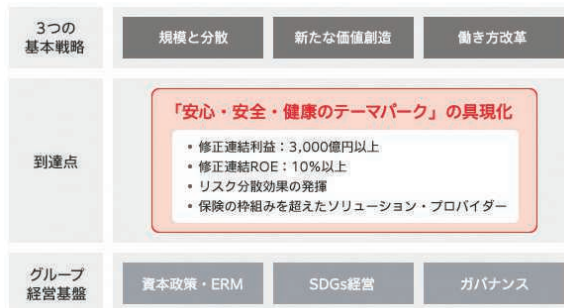 3つの
基本戦略
規模と分散
新たな価値創造
働き方改革
到達点
「安心・安全・健康のテーマパーク」の具現化
• 修正連結利益：3,000億円以上
• 修正連結ROE：10%以上
• リスク分散効果の発揮
• 保険の枠組みを超えたソリューション・プロバイダー
グループ
経営基盤
資本政策・ERM
SDGs経営
ガバナンス